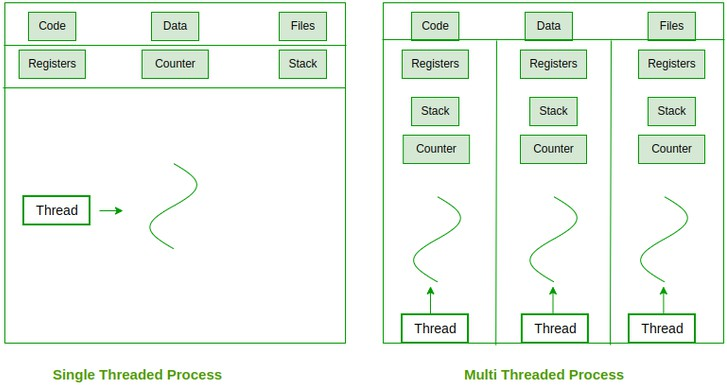 Code Data Files
Registers Counter Stack
Thread
Single Threaded Process
Code Data Files
Registers Registers Registers
Stack Stack Stack
Counter Counter Counter
Thread Thread Thread
Multi Threaded Process